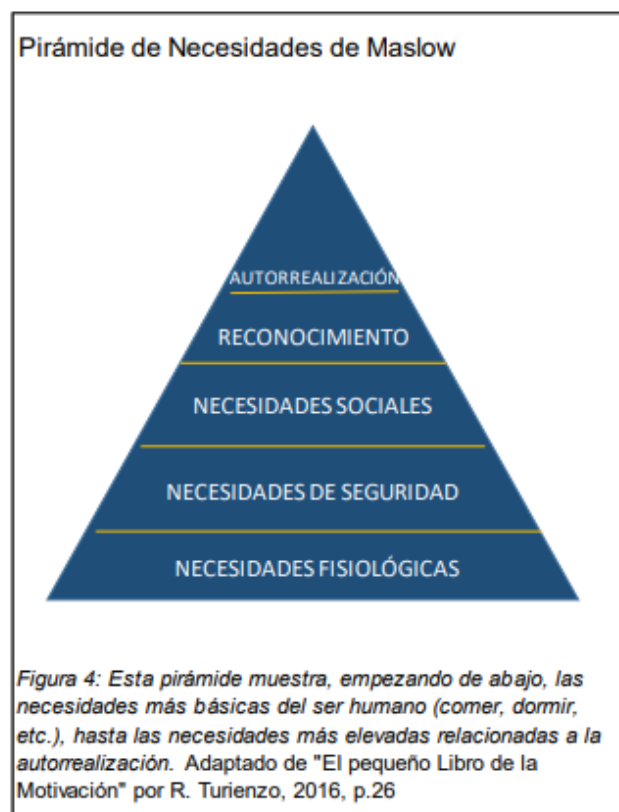 Pirámide de Necesidades de Maslow
AUTORREALIZACIÓN
RECONOCIMIENTO
NECESIDADES SOCIALES
NECESIDADES DE SEGURIDAD
NECESIDADES FISIOLÓGICAS
Figura 4: Esta pirámide muestra, empezando de abajo, las
necesidades más básicas del ser humano (comer, dormir,
etc.), hasta las necesidades más elevadas relacionadas a la
autorrealización. Adaptado de "El pequeño Libro de la
Motivación" por R. Turienzo, 2016, p.26